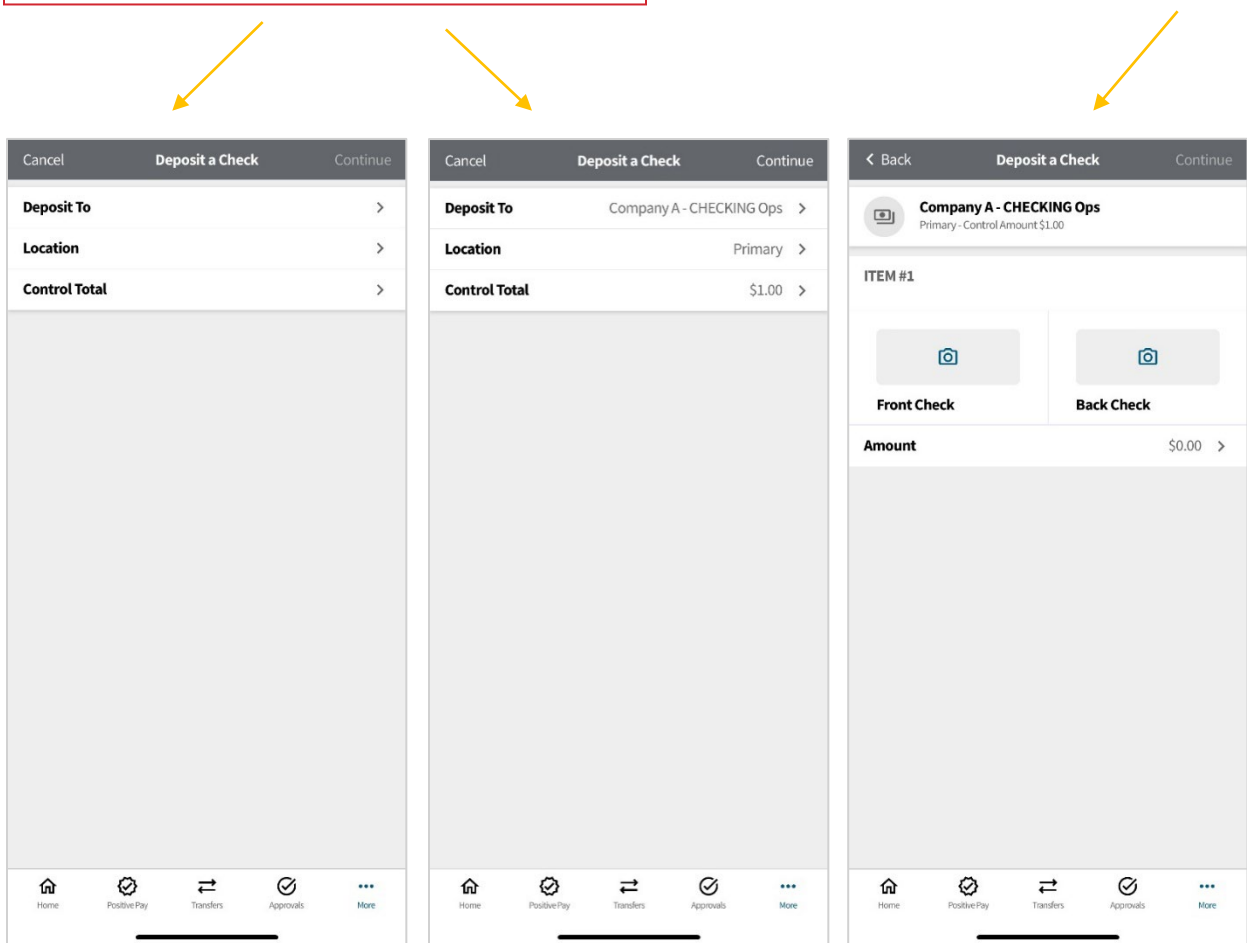 Cancel Deposit a Check Continue
Deposit To
Location
Control Total
Home Positive Pay Transfers Approvals More
Cancel Deposit a Check Continue
Deposit To Company A - CHECKING Ops
Location Primary
Control Total $1.00
Home Positive Pay Transfers Approvals More
Back Deposit a Check Continue
Company A - CHECKING Ops
Primary - Control Amount $1.00
ITEM #1
Front Check Back Check
Amount $0.00
Home Positive Pay Transfers Approvals More